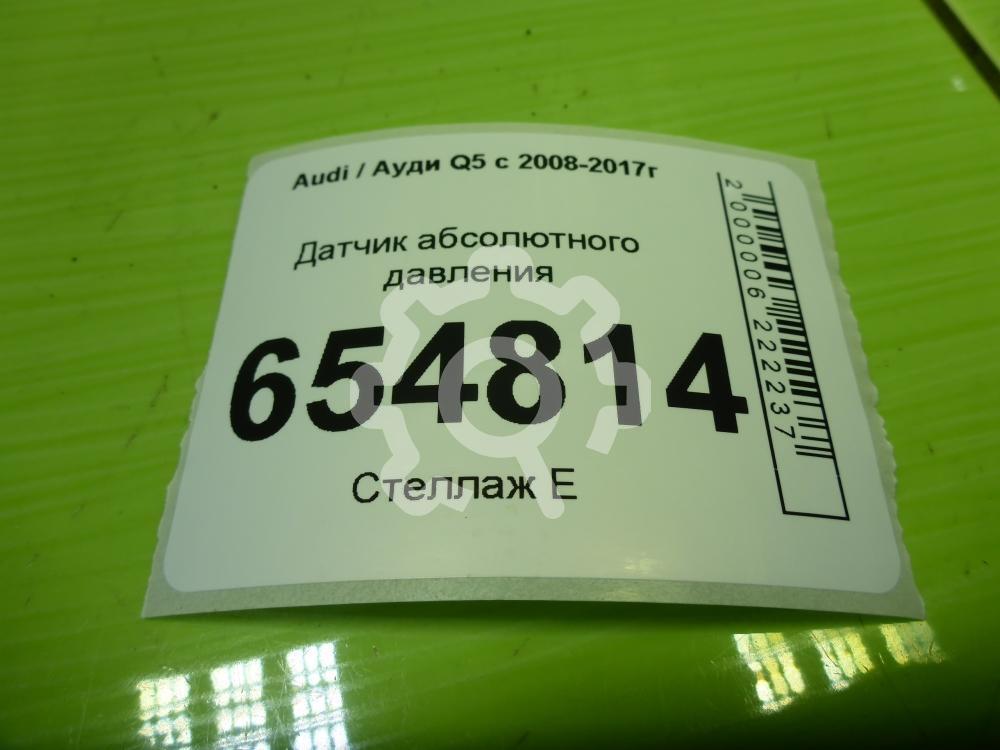 Audi / Ауди Q5 с 2008-2017г
Датчик абсолютного
давления
654814
Стеллаж Е
2000006222237